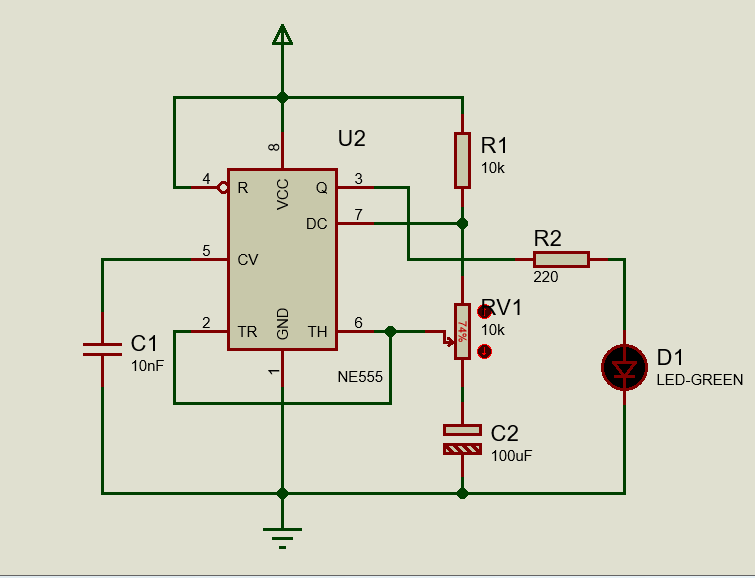 U2
R1
10k
8
4
3
R
VCC
Q
7
DC
5
CV
R2
220
RV1
10k
74%
2
6
TR
GND
TH
C1
10nF
1
NE555
D1
LED-GREEN
C2
100uF